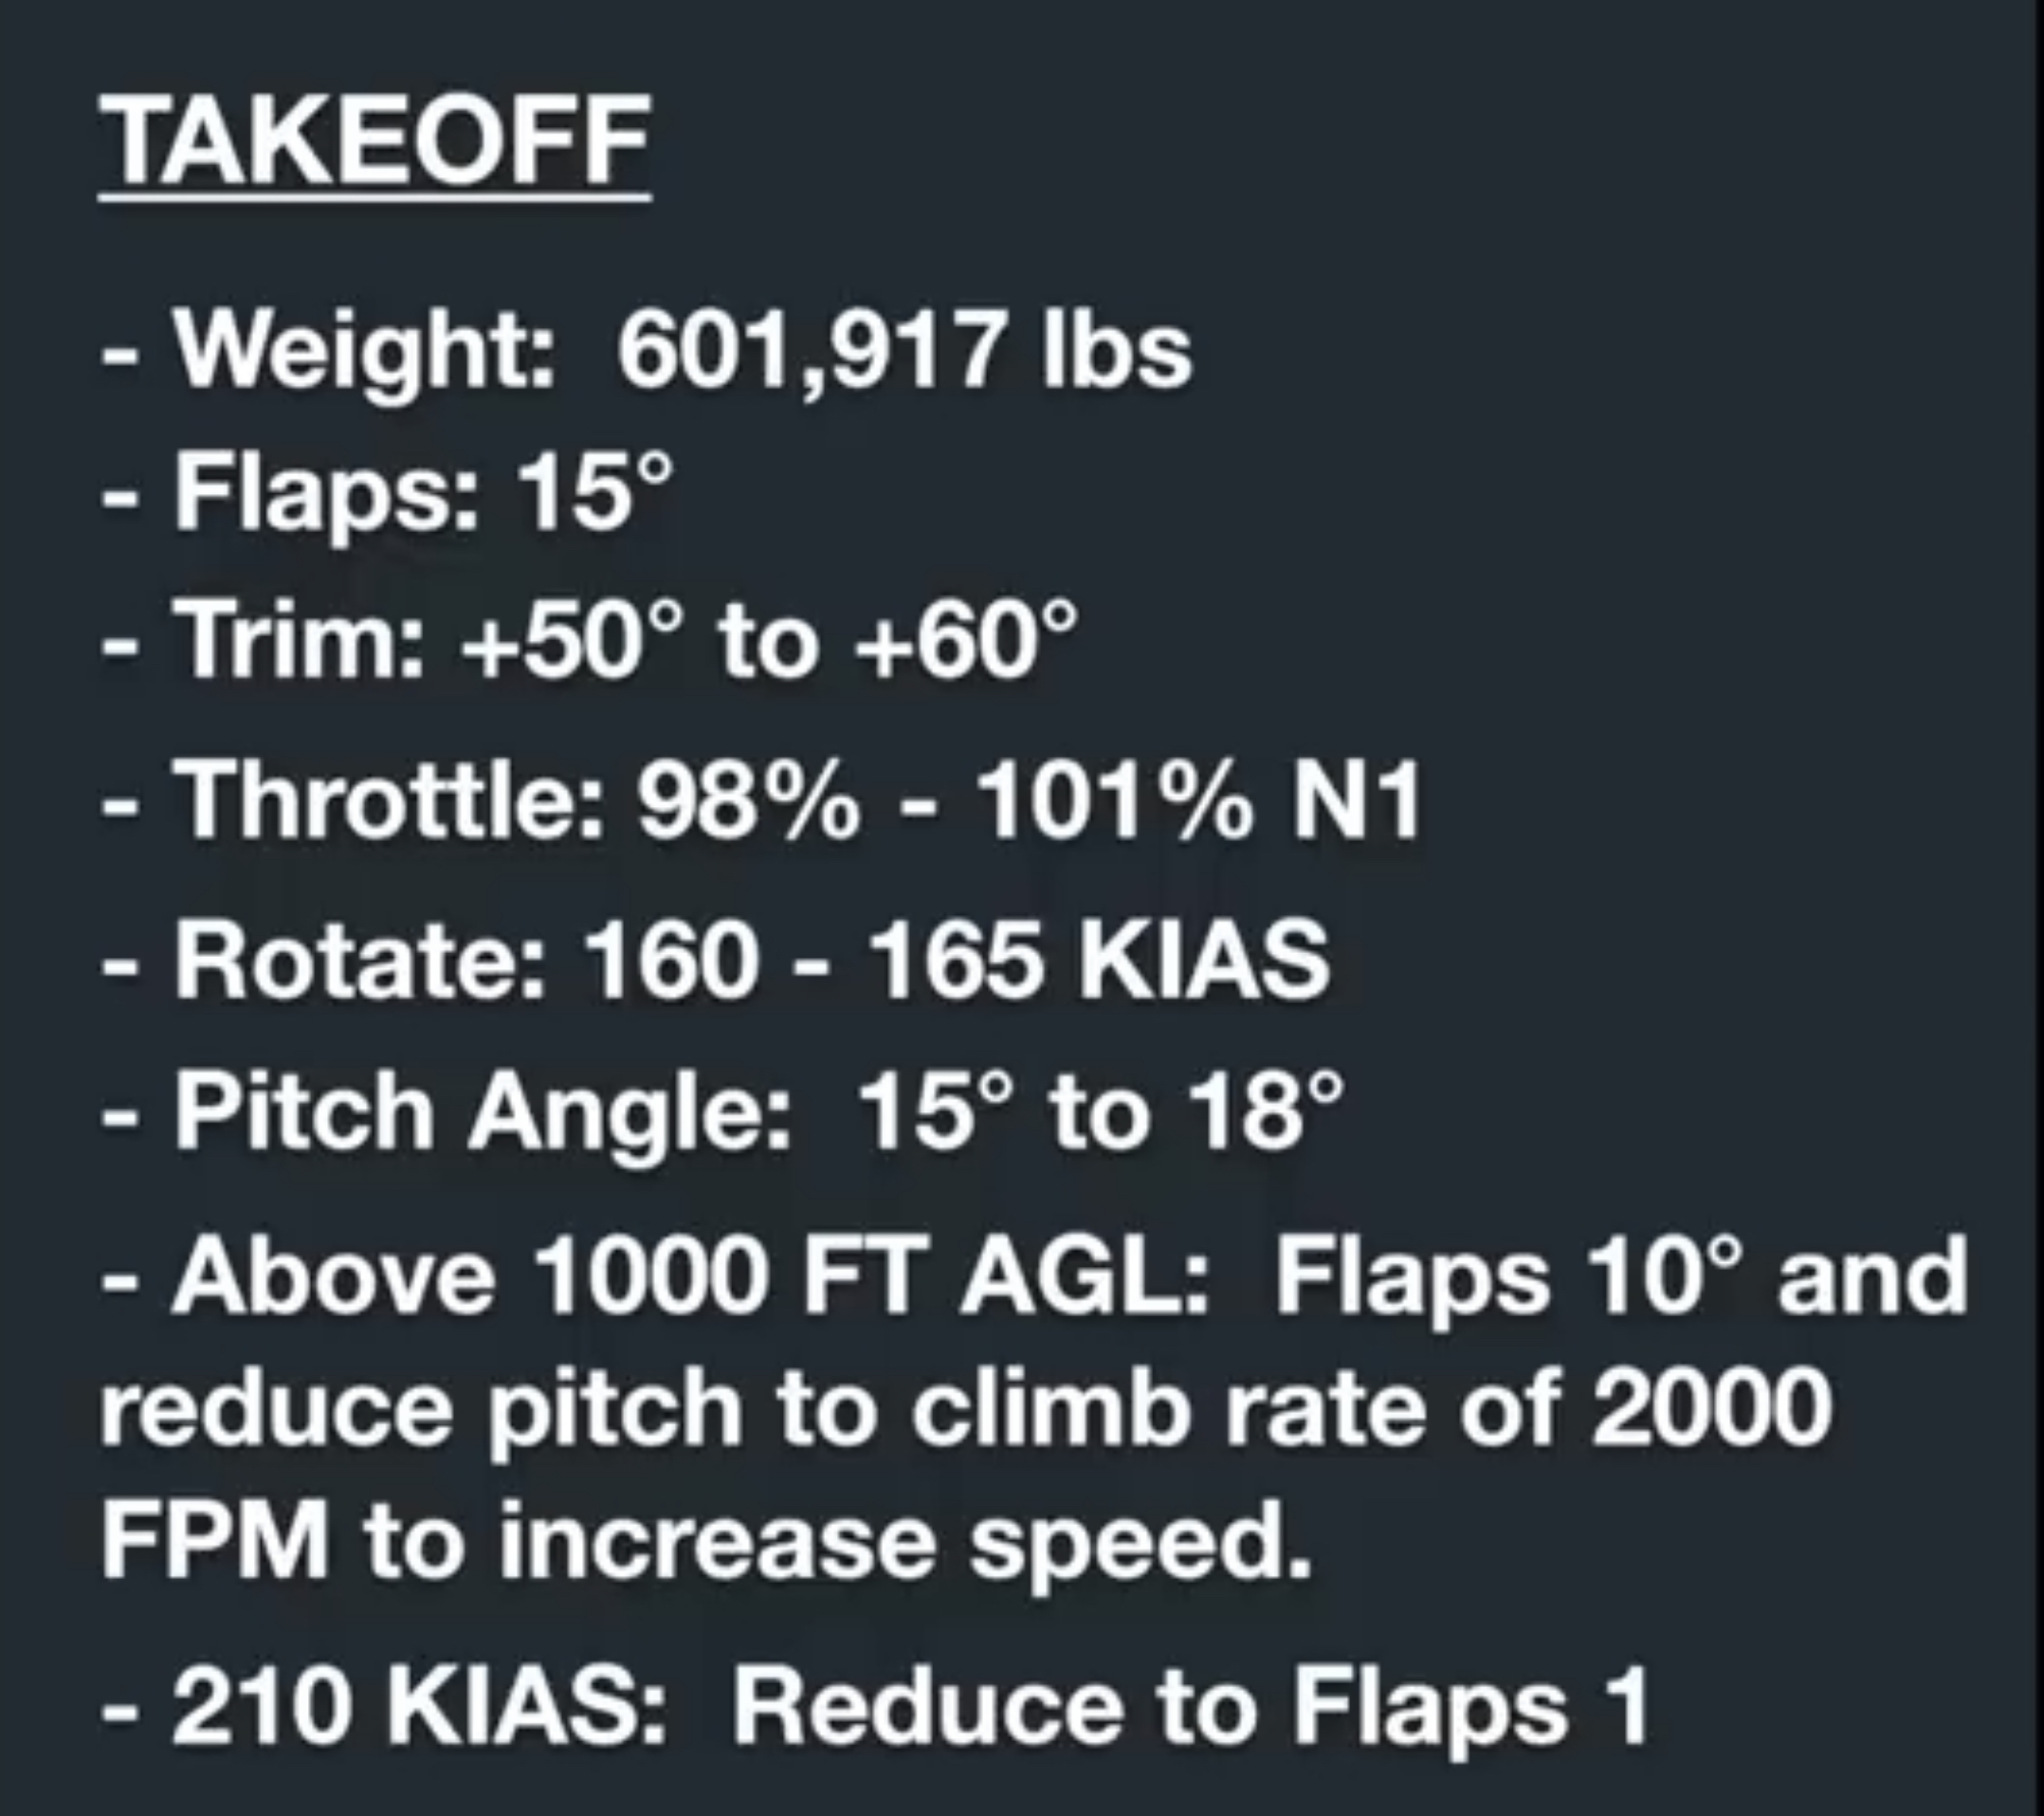 TAKEOFF
- Weight:  601,917 lbs
- Flaps: 15°
- Trim: +50° to +60°
- Throttle: 98% - 101% N1
- Rotate: 160 - 165 KIAS
- Pitch Angle:  15° to 18°
- Above 1000 FT AGL:  Flaps 10° and
reduce pitch to climb rate of 2000
FPM to increase speed.
- 210 KIAS:  Reduce to Flaps 1